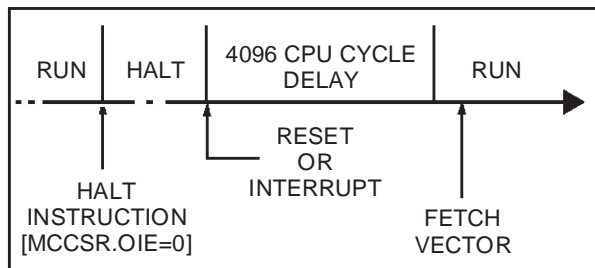 RUN
HALT
4096 CPU CYCLE
DELAY
RUN
RESET
OR
INTERRUPT
HALT
INSTRUCTION
[MCCSR.OIE=0]
FETCH
VECTOR